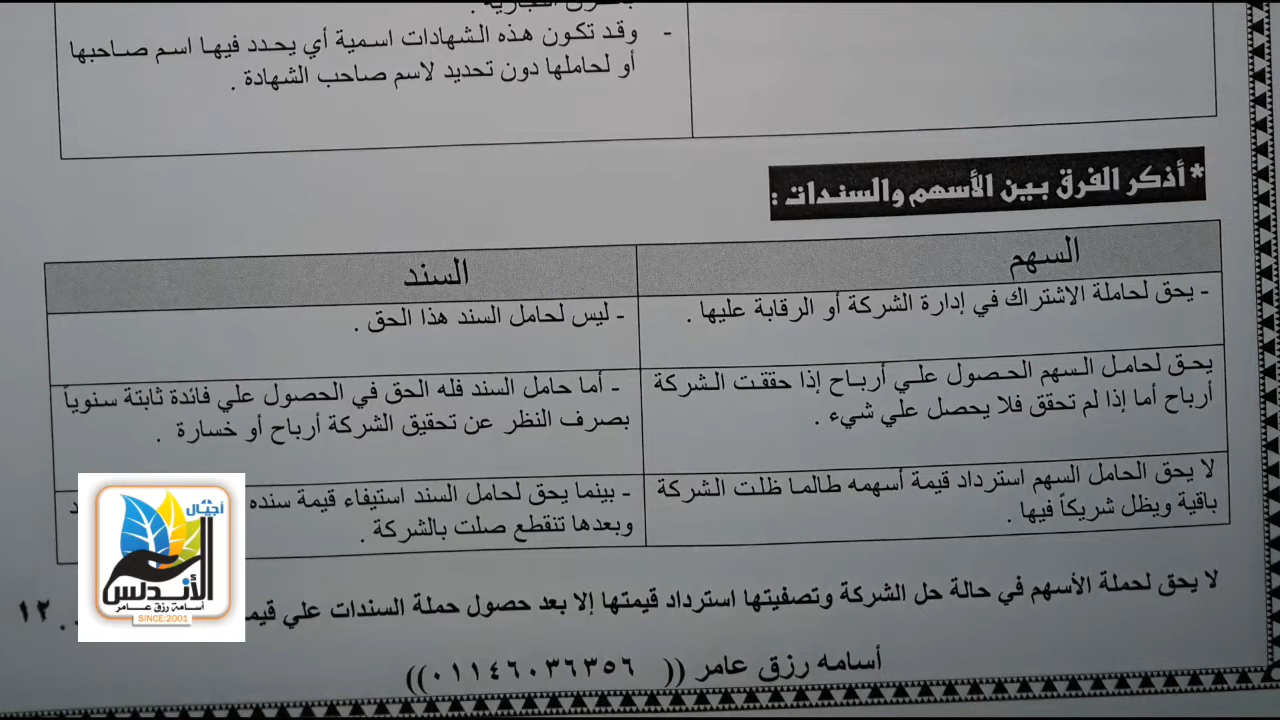 - وقد تكون هذه الشهادات اسمية أي يحدد فيها اسم صاحبها
أو لحاملها دون تحديد لاسم صاحب الشهادة .
* أذكر الفرق بين الأسهم والسندات :
السهم
السند
- يحق لحاملة الاشتراك في إدارة الشركة أو الرقابة عليها .
- ليس لحامل السند هذا الحق .
يحق لحامل السهم الحصول علي أرباح إذا حققت الشركة
أرباح أما إذا لم تحقق فلا يحصل علي شيء .
- أما حامل السند فله الحق في الحصول علي فائدة ثابتة سنوياً
بصرف النظر عن تحقيق الشركة أرباح أو خسارة .
لا يحق الحامل السهم استرداد قيمة أسهمه طالما ظلت الشركة
باقية ويظل شريكاً فيها .
- بينما يحق لحامل السند استيفاء قيمة سنده
وبعدها تنقطع صلت بالشركة .
لا يحق لحملة الأسهم في حالة حل الشركة وتصفيتها استرداد قيمتها إلا بعد حصول حملة السندات علي
١٢
أسامه رزق عامر (( ٠١١٤٦٠٣٦٣٥٦))
أجيال
الأندلس
أسامة رزق عامر
SINCE:2001